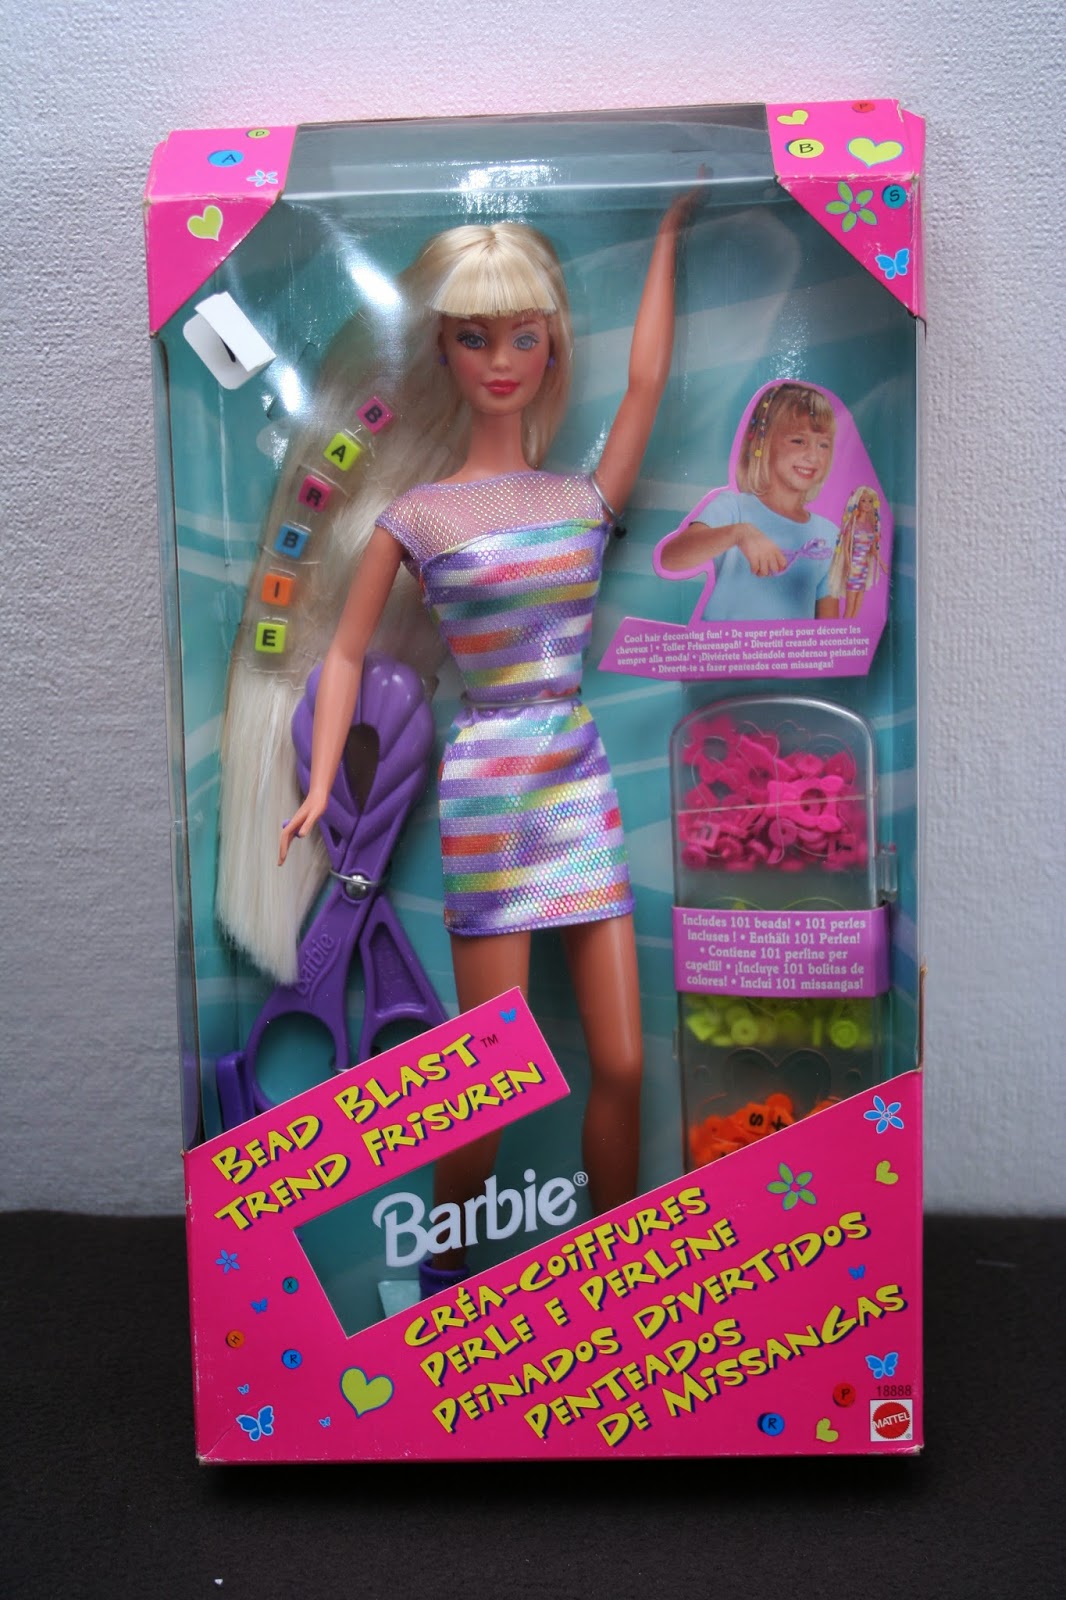 D
A
P
B
S
B
A
R
B
I
E
Cool hair decorating fun! • De super perles pour décorer les
cheveux ! • Toller Frisurenspaß! • Divertiti creando acconciature
sempre alla moda! • ¡Diviértete haciéndole modernos peinados!
• Diverte-te a fazer penteados com missangas!
Includes 101 beads! • 101 perles
incluses ! • Enthält 101 Perlen!
• Contiene 101 perline per
capelli! • ¡Incluye 101 bolitas de
colores! • Inclui 101 missangas!
Barbie
BEAD BLAST™
TREND FRISUREN
Barbie®
CRÉA-COIFFURES
PERLE E PERLINE
PEINADOS DIVERTIDOS
PENTEADOS
DE MISSANGAS
X
H
R
P
R
18888
MATTEL